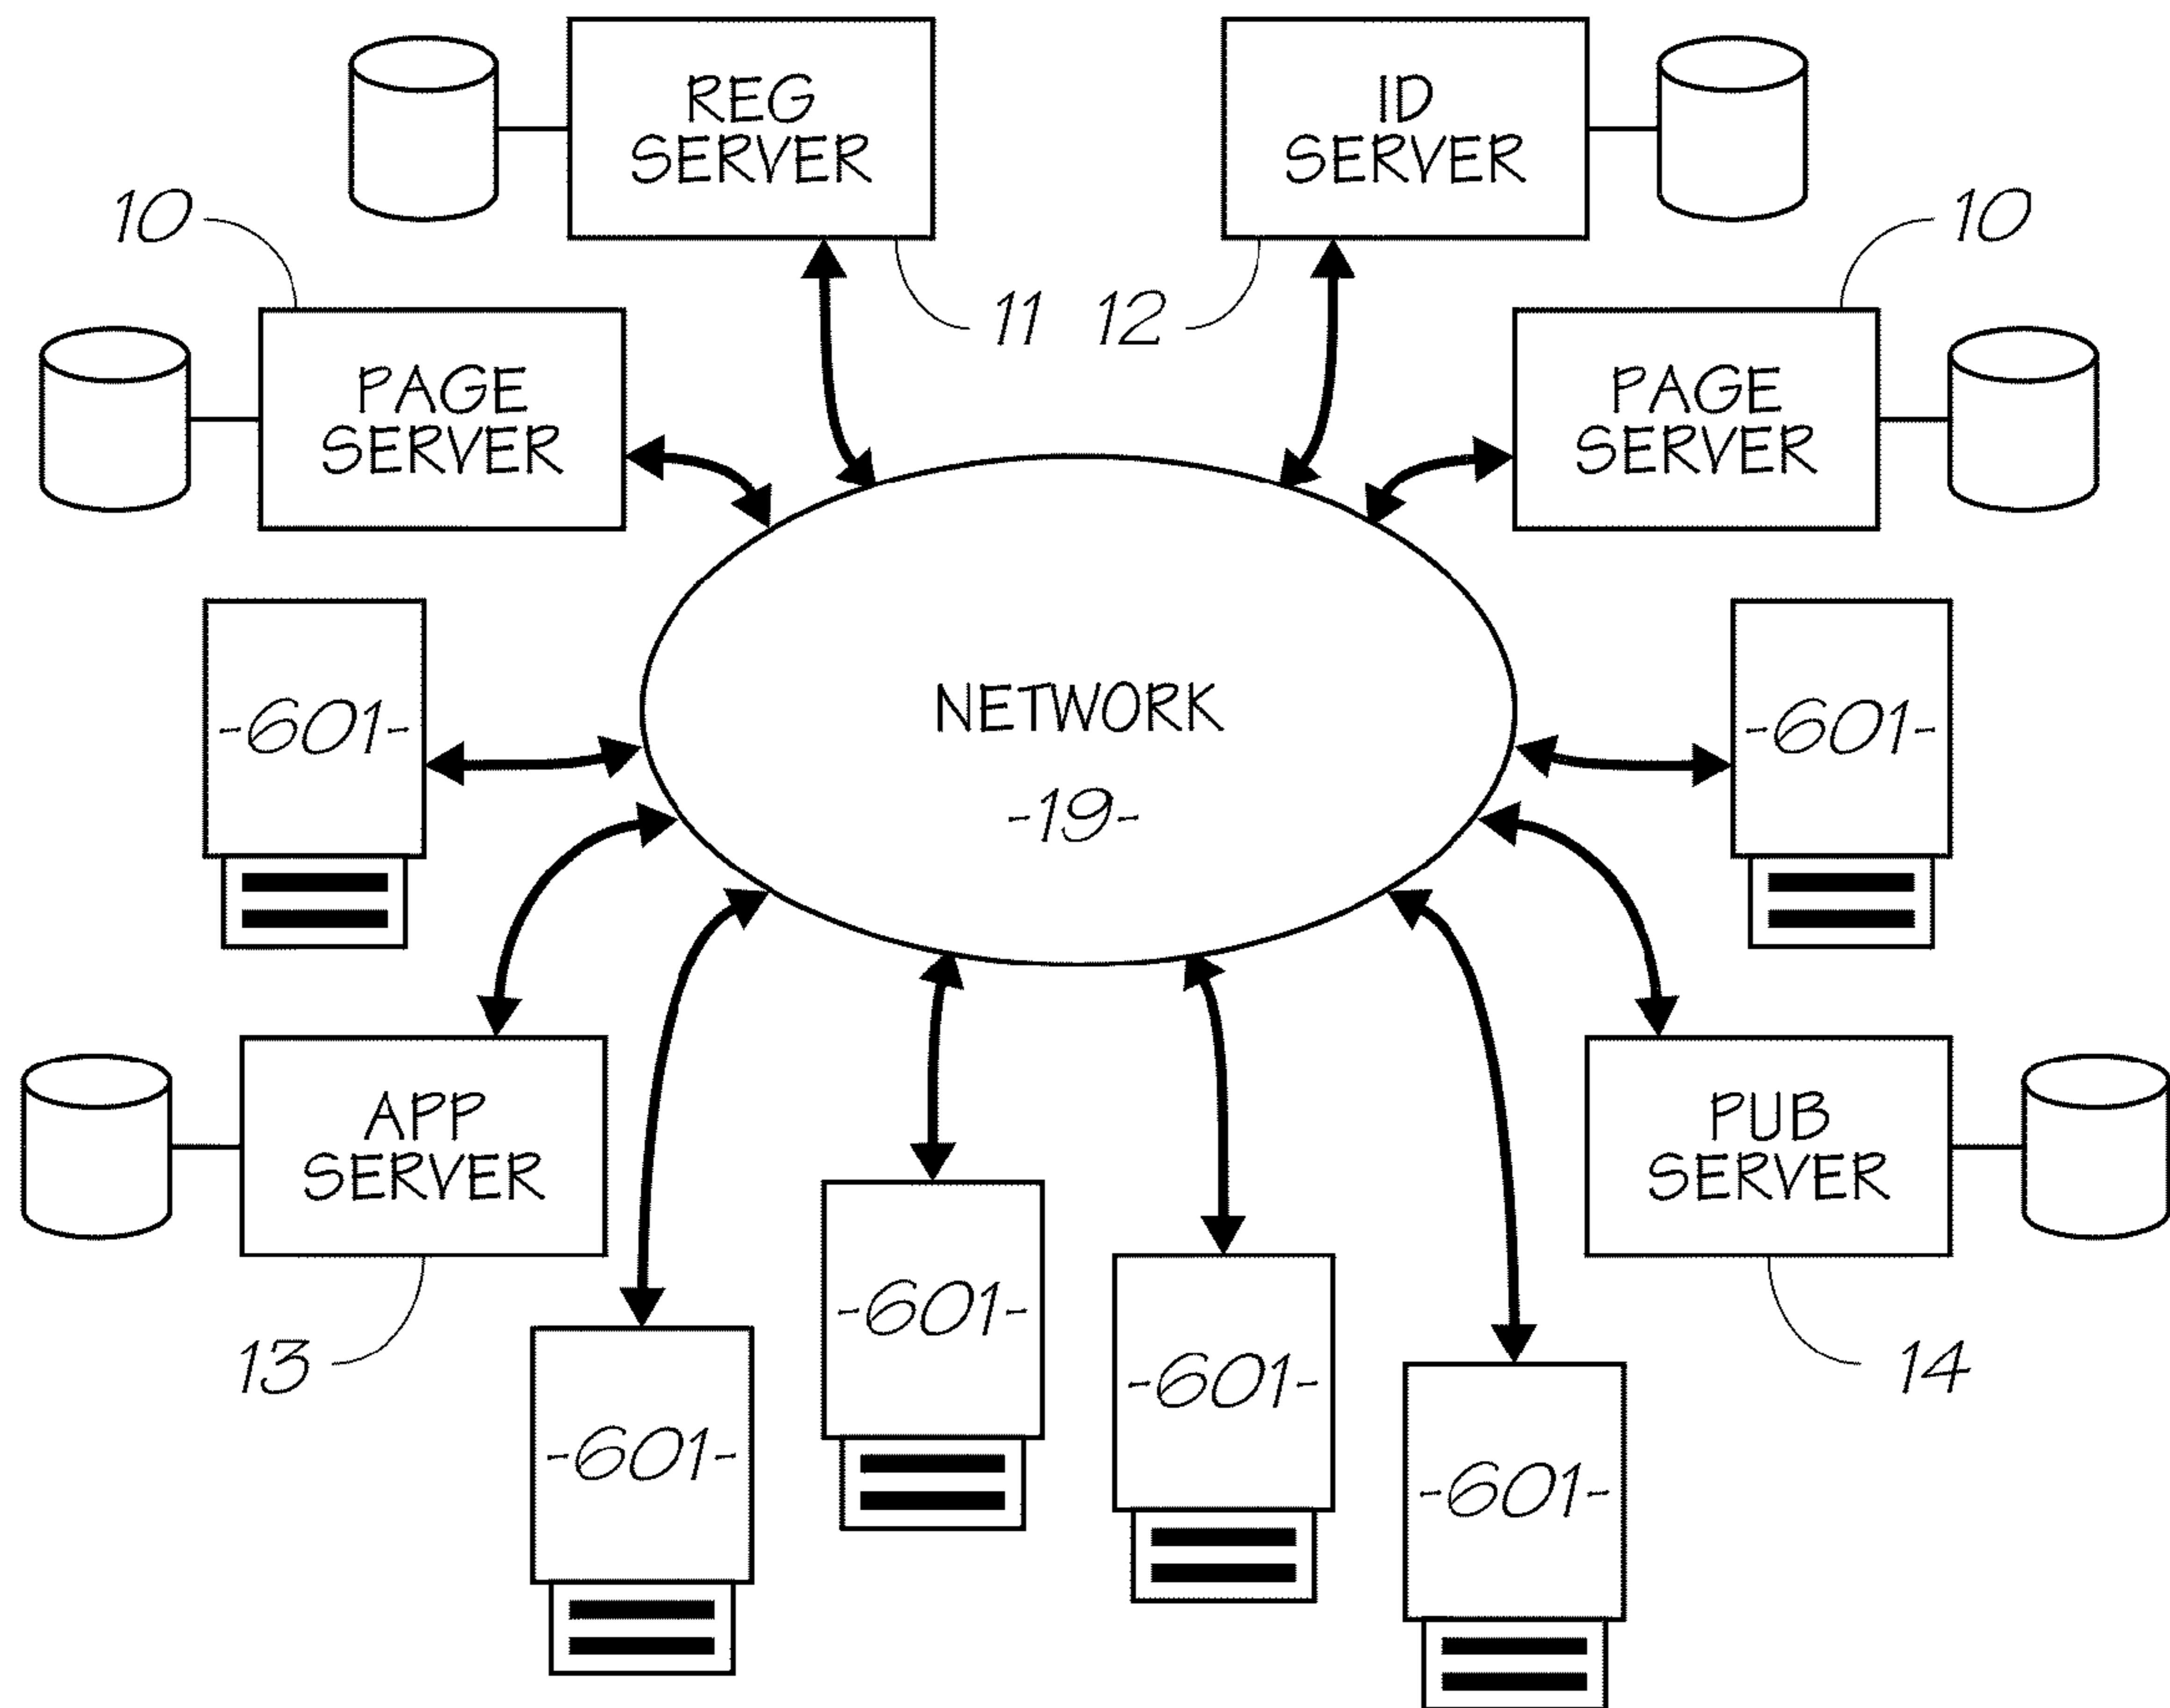 REG
SERVER
ID
SERVER
10
10
11
12
PAGE
SERVER
PAGE
SERVER
-601-
NETWORK
-19-
-601-
APP
SERVER
PUB
SERVER
13
-601-
-601-
-601-
-601-
14